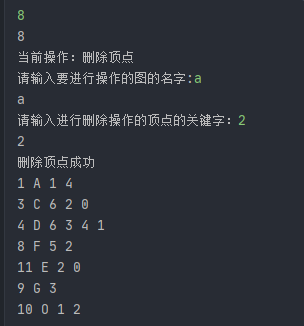 8
8
当前操作：删除顶点
请输入要进行操作的图的名字:a
a
请输入进行删除操作的顶点的关键字：2
2
删除顶点成功
1 A 1 4
3 C 6 2 0
4 D 6 3 4 1
8 F 5 2
11 E 2 0
9 G 3
10 O 1 2